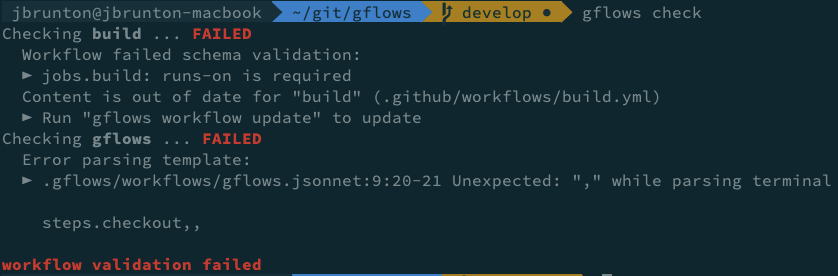 jbrunton@jbrunton-macbook ~/git/gflows develop ● gflows check
Checking build ... FAILED
Workflow failed schema validation:
► jobs.build: runs-on is required
Content is out of date for "build" (.github/workflows/build.yml)
► Run "gflows workflow update" to update
Checking gflows ... FAILED
Error parsing template:
► .gflows/workflows/gflows.jsonnet:9:20-21 Unexpected: "," while parsing terminal
steps.checkout,,
workflow validation failed